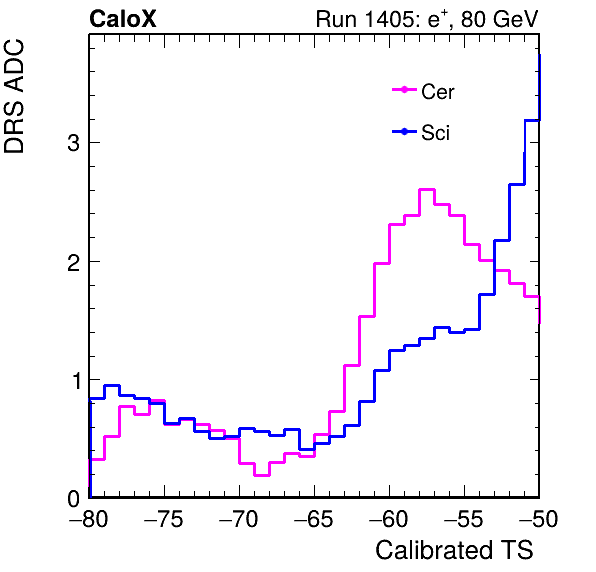 CaloX Run 1405: e⁺, 80 GeV
DRS ADC
Cer
Sci
3
2
1
0
−80 −75 −70 −65 −60 −55 −50
Calibrated TS